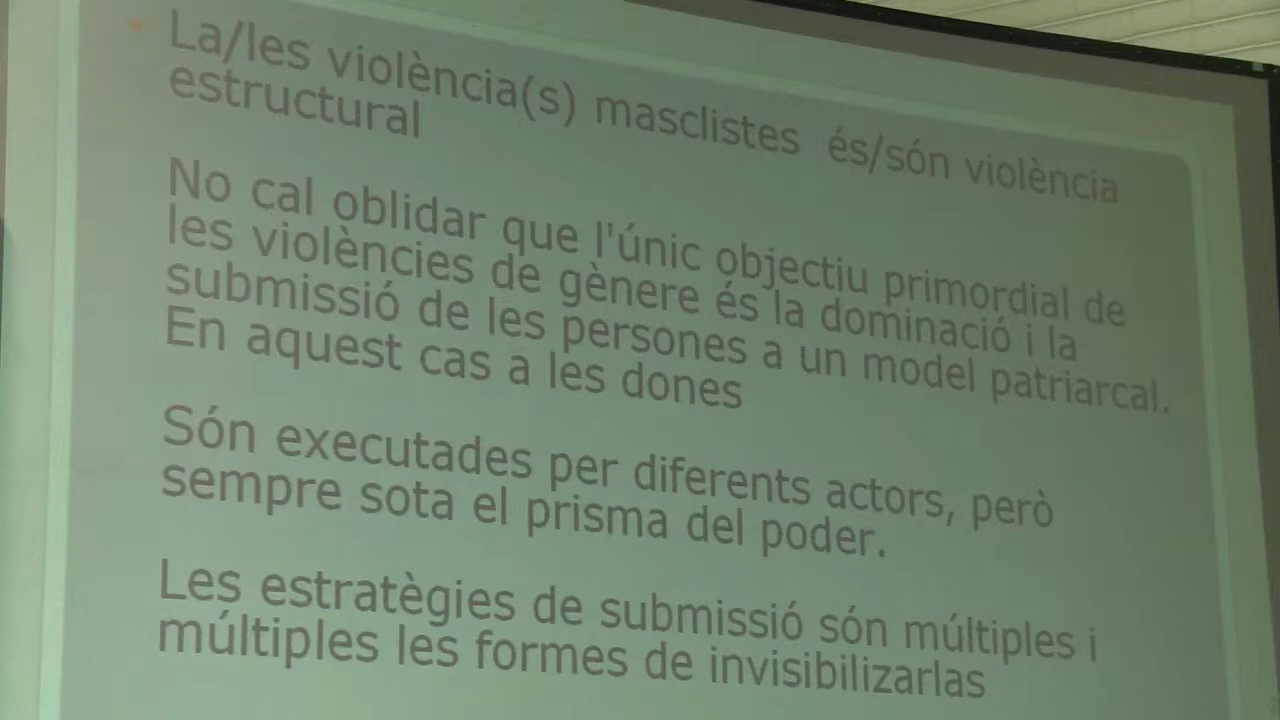 La/les violència(s) masclistes és/són violència
estructural
No cal oblidar que l'únic objectiu primordial de
les violències de gènere és la dominació i la
submissió de les persones a un model patriarcal.
En aquest cas a les dones
Són executades per diferents actors, però
sempre sota el prisma del poder.
Les estratègies de submissió són múltiples i
múltiples les formes de invisibilizarlas